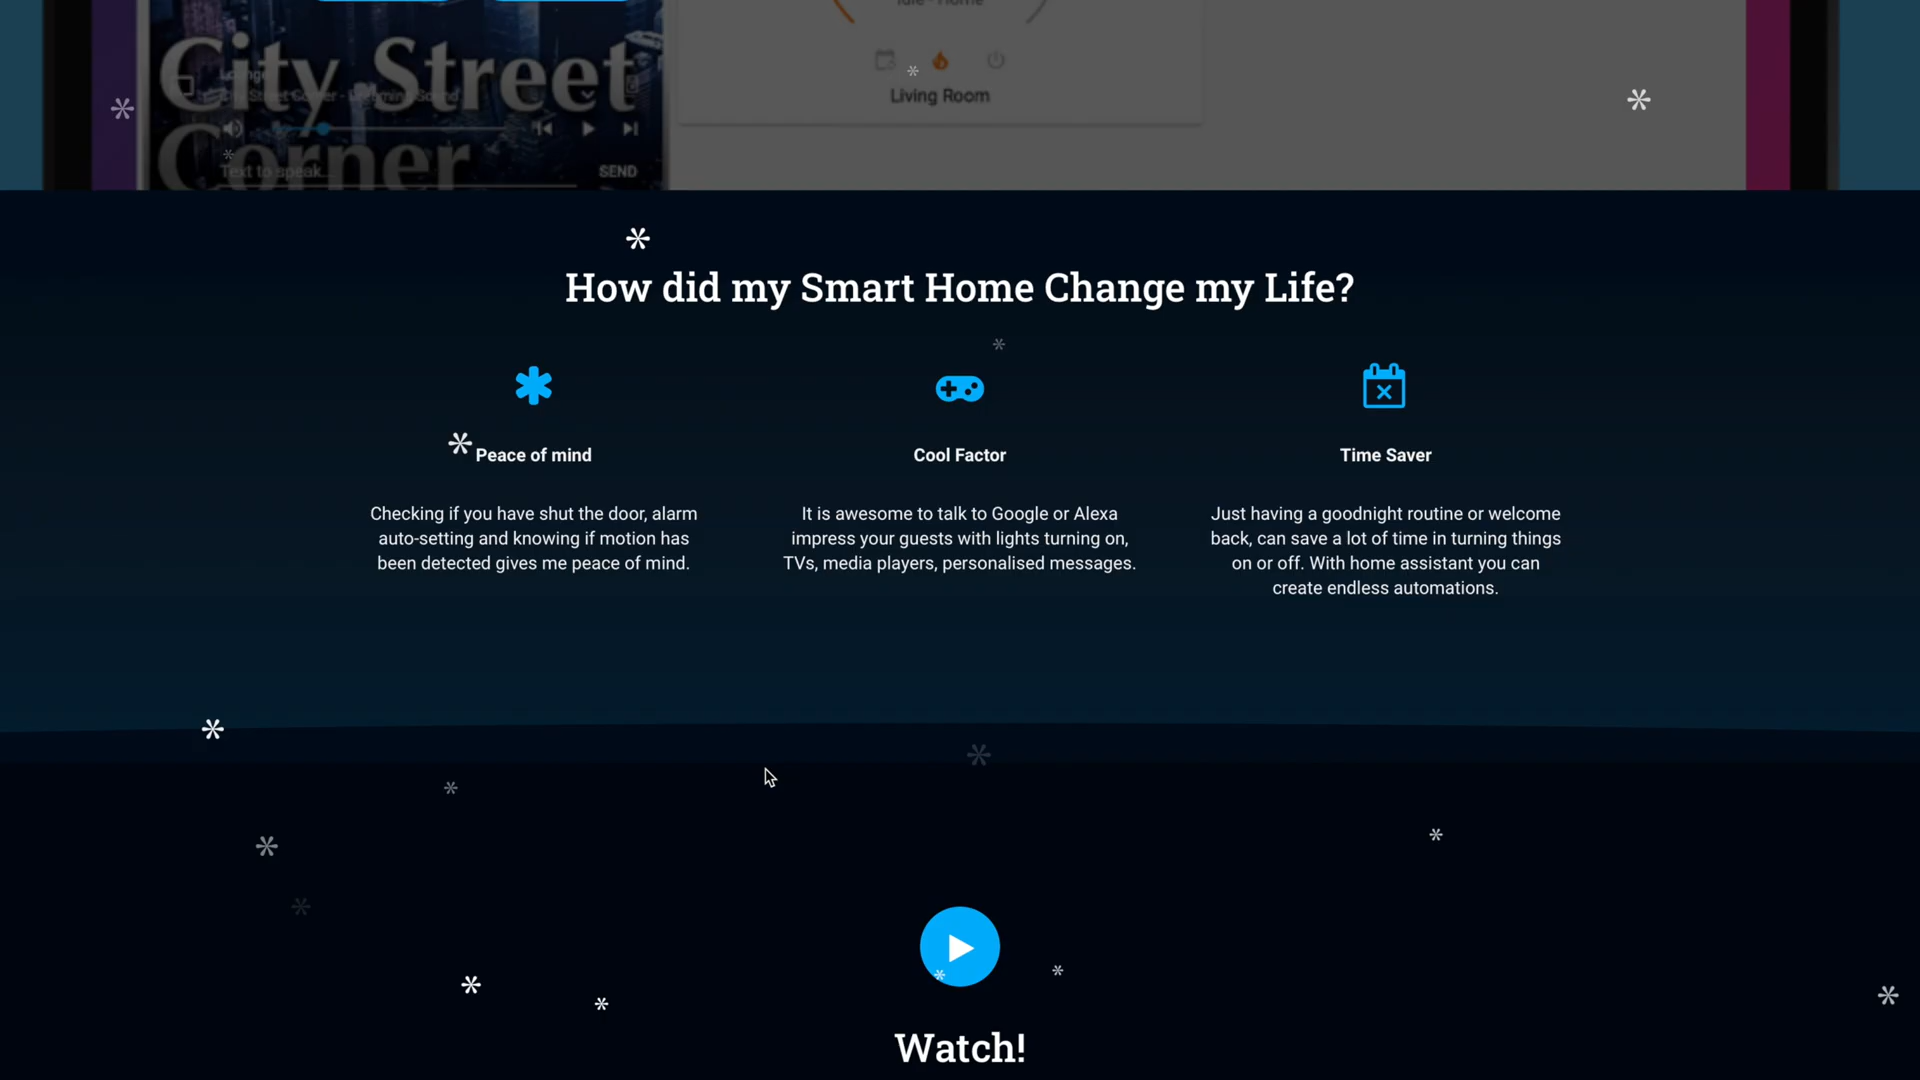 Idle - Home
City Street
Corner
Lounge
Text to speak...
SEND
Living Room
How did my Smart Home Change my Life?
Peace of mind
Checking if you have shut the door, alarm
auto-setting and knowing if motion has
been detected gives me peace of mind.
Cool Factor
It is awesome to talk to Google or Alexa
impress your guests with lights turning on,
TVs, media players, personalised messages.
Time Saver
Just having a goodnight routine or welcome
back, can save a lot of time in turning things
on or off. With home assistant you can
create endless automations.
Watch!